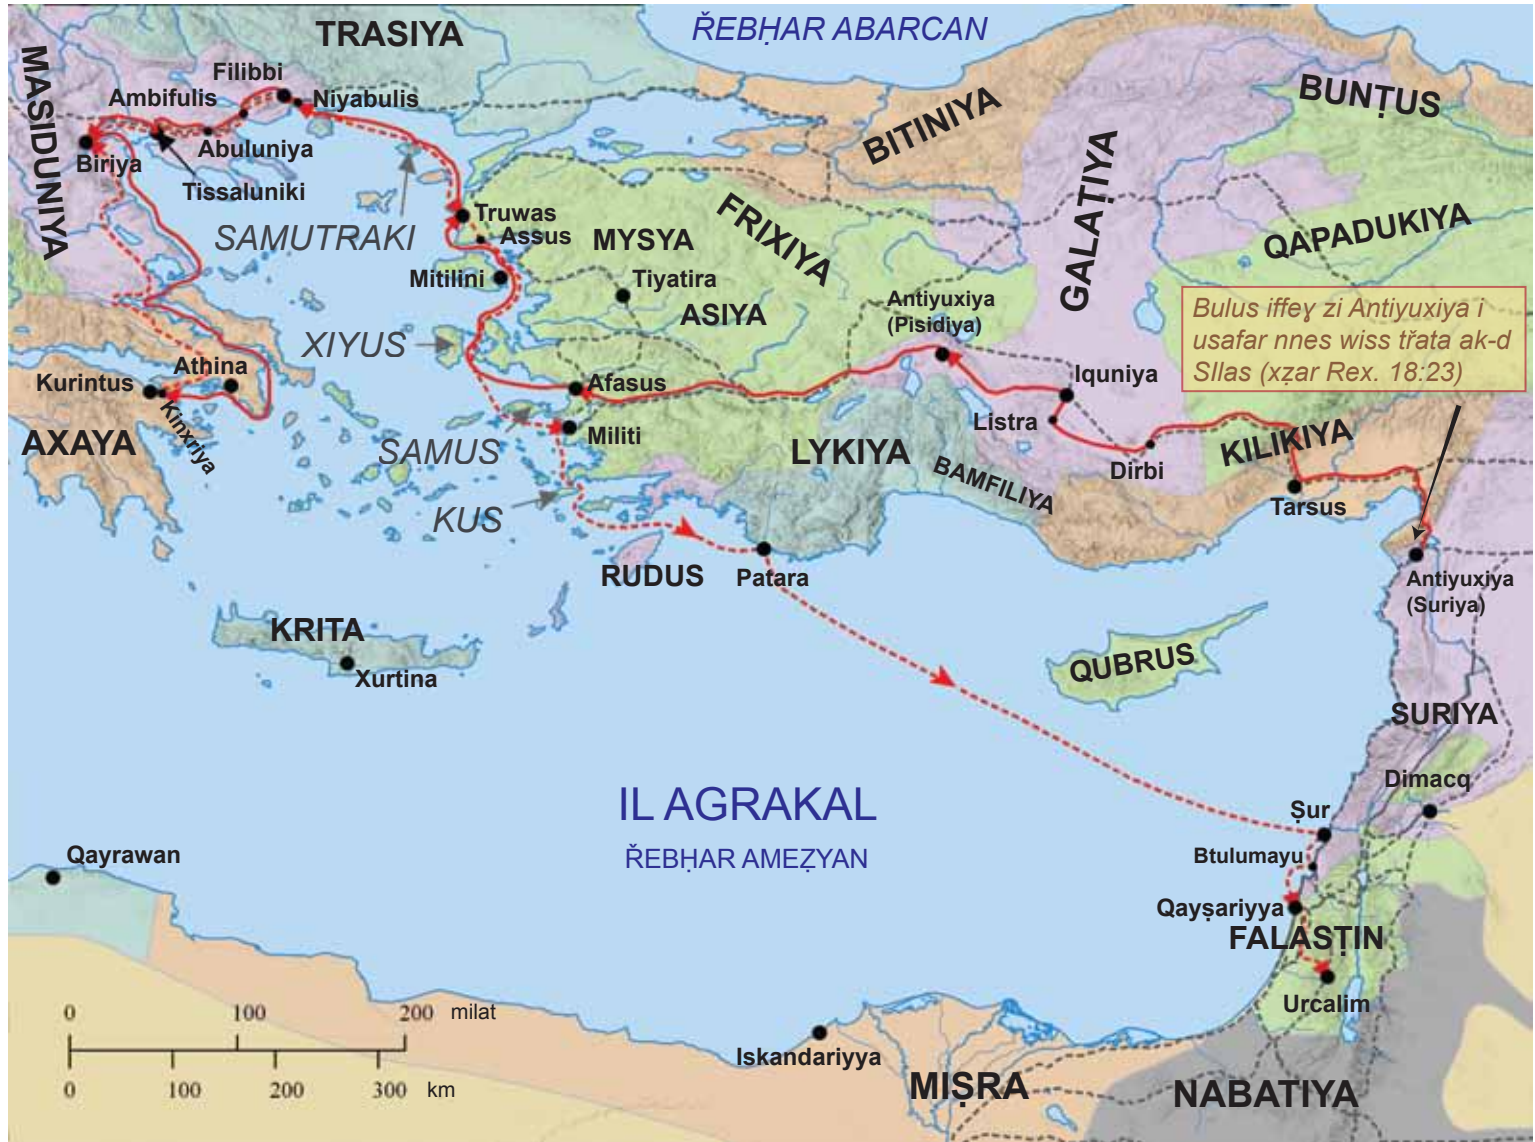 ŘEBḤAR ABARCAN
TRASIYA
MASIDUNIYA
Filibbi
Ambifulis
Niyabulis
Abuluniya
Biriya
Tissaluniki
BITINIYA
BUNṬUS
GALAṬIYA
QAPADUKIYA
FRIXIYA
Truwas
Assus
SAMUTRAKI
MYSYA
Mitilini
Tiyatira
ASIYA
Antiyuxiya
(Pisidiya)
Bulus iffeɣ zi Antiyuxiya i
usafar nnes wiss třata ak-d
SIlas (xẓar Rex. 18:23)
XIYUS
Athina
Kurintus
Kinxriya
Afasus
Iquniya
Listra
AXAYA
SAMUS
Militi
LYKIYA
BAMFILIYA
Dirbi
KILIKIYA
Tarsus
KUS
RUDUS
Patara
Antiyuxiya
(Suriya)
KRITA
Xurtina
QUBRUS
SURIYA
Dimacq
IL AGRAKAL
ŘEBḤAR AMEẒYAN
Ṣur
Btulumayu
Qayrawan
Qayṣariyya
FALASṬIN
Urcalim
0 100 200 milat
0 100 200 300 km
Iskandariyya
MIṢRA
NABATIYA